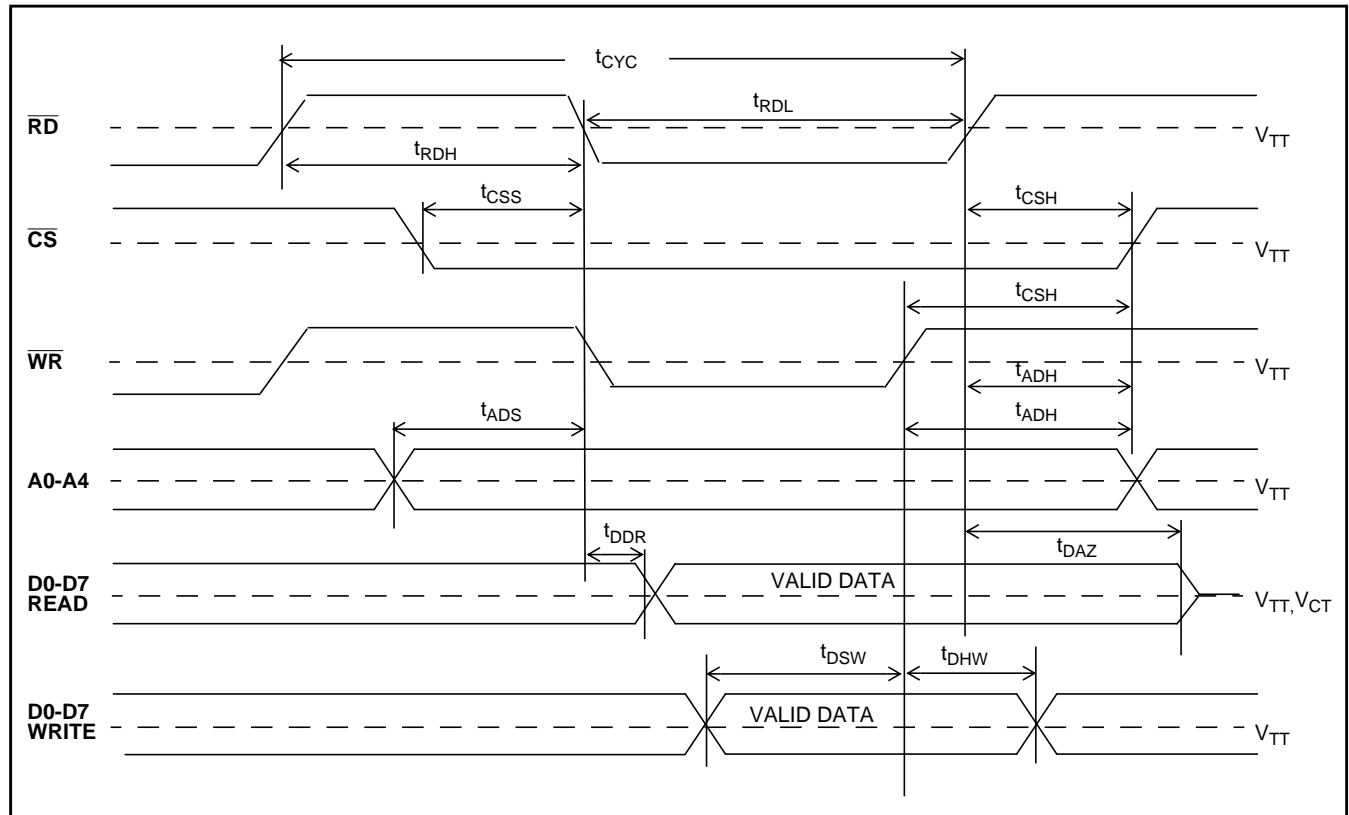 tCYC
RD
tRDL
VTT
tRDH
tCSS
tCSH
CS
VTT
tCSH
WR
VTT
tADH
tADS
tADH
A0-A4
VTT
tDDR
tDAZ
D0-D7
READ
VALID DATA
VTT,VCT
tDSW
tDHW
D0-D7
WRITE
VALID DATA
VTT